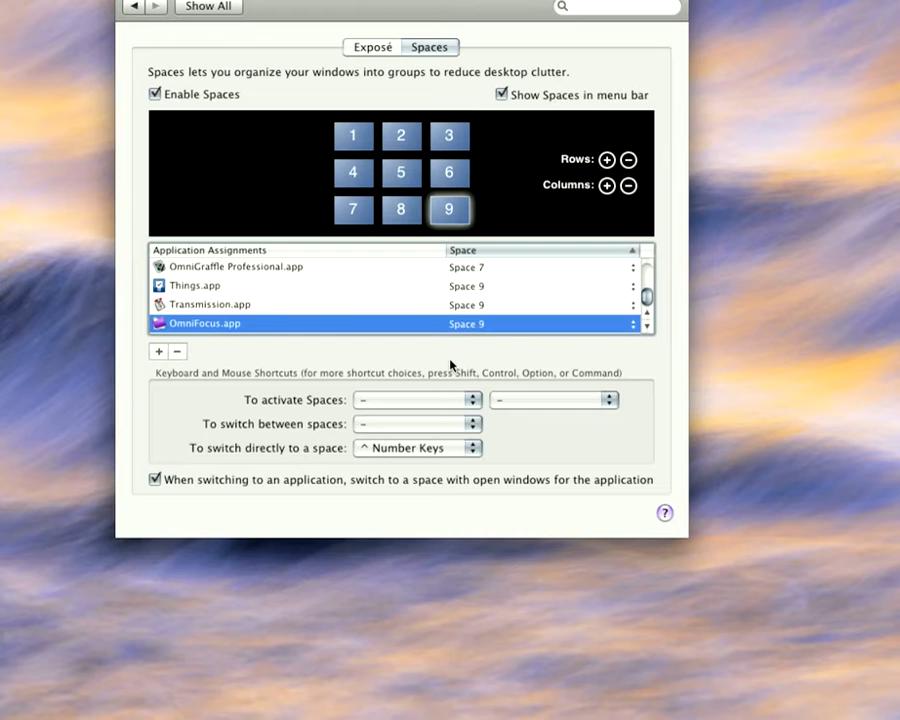 Show All
Exposé Spaces
Spaces lets you organize your windows into groups to reduce desktop clutter.
Enable Spaces
Show Spaces in menu bar
1 2 3
4 5 6
7 8 9
Rows:
Columns:
Application Assignments Space
OmniGraffle Professional.app Space 7
Things.app Space 9
Transmission.app Space 9
OmniFocus.app Space 9
+ −
Keyboard and Mouse Shortcuts (for more shortcut choices, press Shift, Control, Option, or Command)
To activate Spaces: – –
To switch between spaces: –
To switch directly to a space: ^ Number Keys
When switching to an application, switch to a space with open windows for the application
?